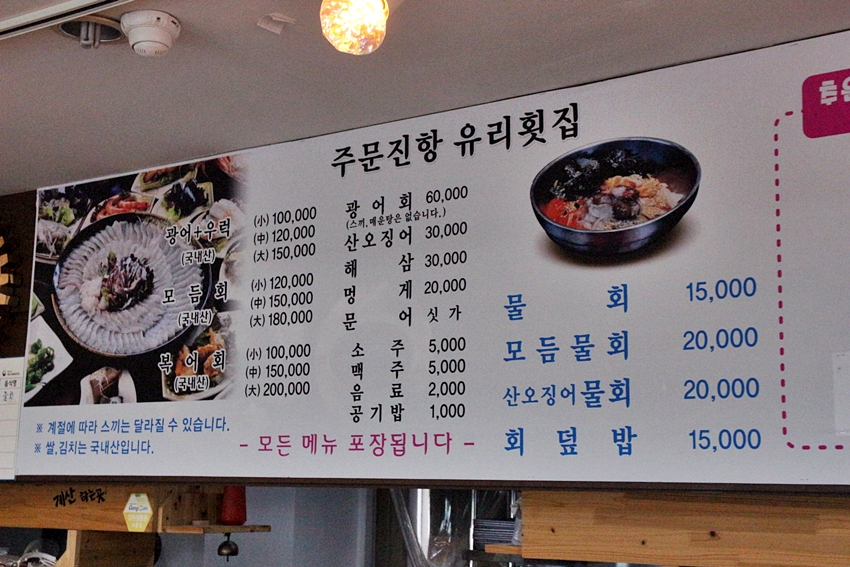 주문진항 유리횟집
광어+우럭
(국내산)
(小) 100,000
(中) 120,000
(大) 150,000
모듬회
(국내산)
(小) 120,000
(中) 150,000
(大) 180,000
복어회
(국내산)
(小) 100,000
(中) 150,000
(大) 200,000
※ 계절에 따라 스끼는 달라질 수 있습니다.
※ 쌀,김치는 국내산입니다.
광어회 60,000
(스끼, 매운탕은 없습니다.)
산오징어 30,000
해삼 30,000
멍게 20,000
문어 싯가
소주 5,000
맥주 5,000
음료 2,000
공기밥 1,000
- 모든 메뉴 포장됩니다 -
물회 15,000
모듬물회 20,000
산오징어물회 20,000
회덮밥 15,000
계산 하는곳